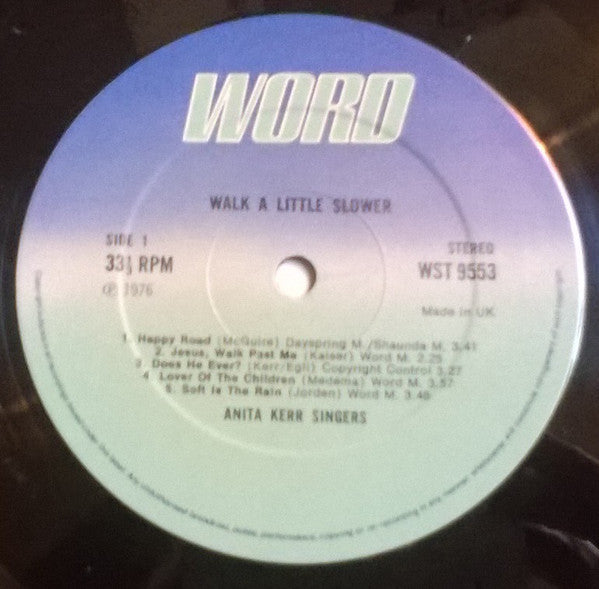 WORD
WALK A LITTLE SLOWER
SIDE 1
33⅓ RPM
℗ 1976
STEREO
WST 9553
Made in UK
1. Happy Road (McGuire) Dayspring M./Shaunda M. 3.41
2. Jesus, Walk Past Me (Kaiser) Word M. 2.25
3. Does He Ever? (Kerr/Egli) Copyright Control 3.27
4. Lover Of The Children (Medema) Word M. 3.57
5. Soft Is The Rain (Jorden) Word M. 3.45
ANITA KERR SINGERS